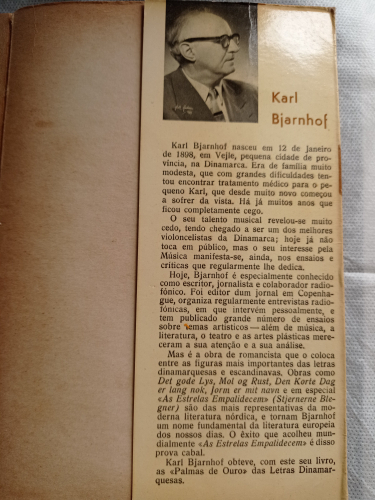 Karl
Bjarnhof
Karl Bjarnhof nasceu em 12 de Janeiro
de 1898, em Vejle, pequena cidade de pro-
víncia, na Dinamarca. Era de família muito
modesta, que com grandes dificuldades ten-
tou encontrar tratamento médico para o pe-
queno Karl, que desde muito novo começou
a sofrer da vista. Há já muitos anos que
ficou completamente cego.
O seu talento musical revelou-se muito
cedo, tendo chegado a ser um dos melhores
violoncelistas da Dinamarca; hoje já não
toca em público, mas o seu interesse pela
Música manifesta-se, ainda, nos ensaios e
críticas que regularmente lhe dedica.
Hoje, Bjarnhof é especialmente conhecido
como escritor, jornalista e colaborador radio-
fónico. Foi editor dum jornal em Copenha-
gue, organiza regularmente entrevistas radio-
fónicas, em que intervém pessoalmente, e
tem publicado grande número de ensaios
sobre temas artísticos — além de música, a
literatura, o teatro e as artes plásticas mere-
ceram a sua atenção e a sua análise.
Mas é a obra de romancista que o coloca
entre as figuras mais importantes das letras
dinamarquesas e escandinavas. Obras como
Det gode Lys, Mol og Rust, Den Korte Dag
er lang nok, form er nut navn e em especial
«As Estrelas Empalidecem» (Stjernerne Ble-
gner) são das mais representativas da mo-
derna literatura nórdica, e tornam Bjarnhof
um nome fundamental da literatura europeia
dos nossos dias. O êxito que acolheu mun-
dialmente «As Estrelas Empalidecem» é disso
prova cabal.
Karl Bjarnhof obteve, com este seu livro,
as «Palmas de Ouro» das Letras Dinamar-
quesas.